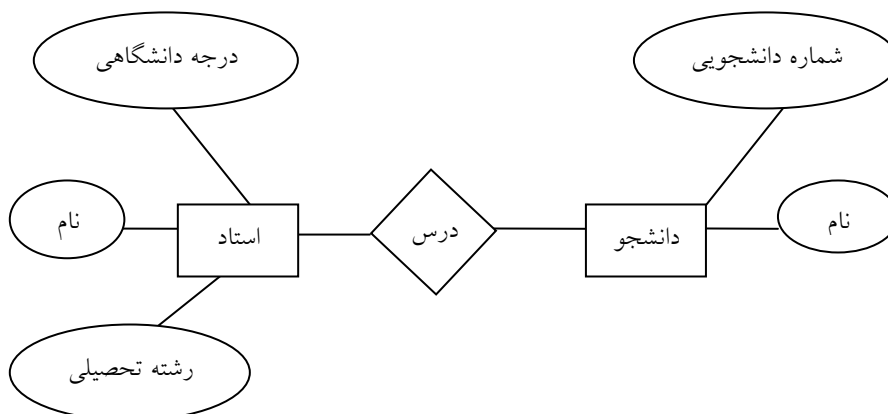 شماره دانشجویی
درجه دانشگاهی
نام
دانشجو
درس
استاد
نام
رشته تحصیلی